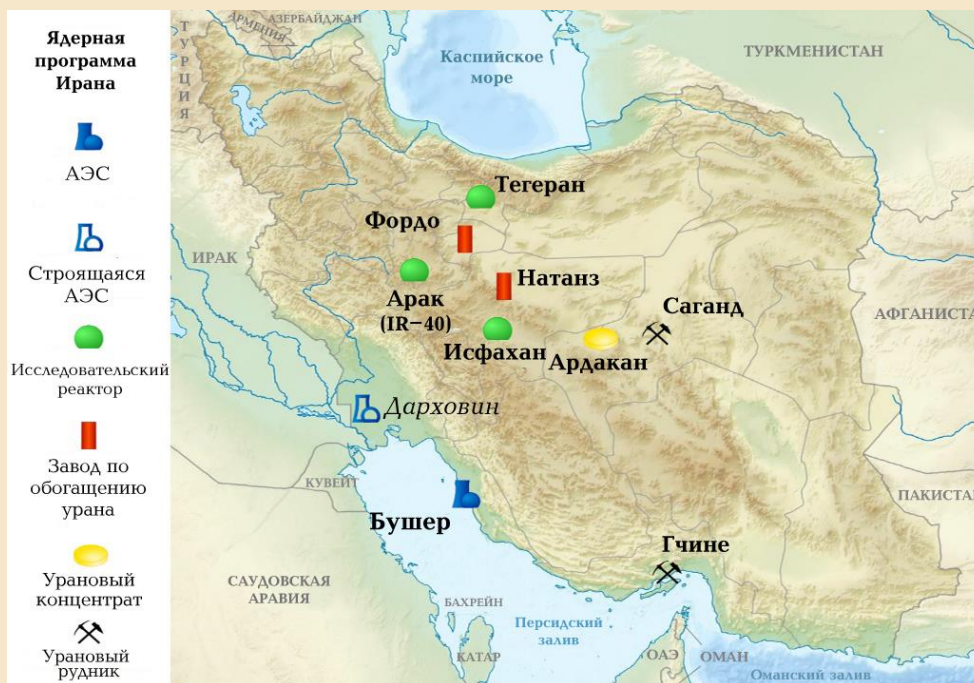 Ядерная
программа
Ирана
АЭС
Строящаяся
АЭС
Исследовательский
реактор
Завод по
обогащению
урана
Урановый
концентрат
Урановый
рудник
ТУРЦИЯ
АРМЕНИЯ
АЗЕРБАЙДЖАН
Каспийское
море
ТУРКМЕНИСТАН
Тегеран
Фордо
ИРАК
Натанз
Арак
(IR−40)
Саганд
АФГАНИСТА
Исфахан
Ардакан
Дарховин
КУВЕЙТ
ПАКИСТАН
Бушер
Гчине
САУДОВСКАЯ
АРАВИЯ
БАХРЕЙН
Персидский
залив
КАТАР
ОАЭ
ОМАН
Оманский залив